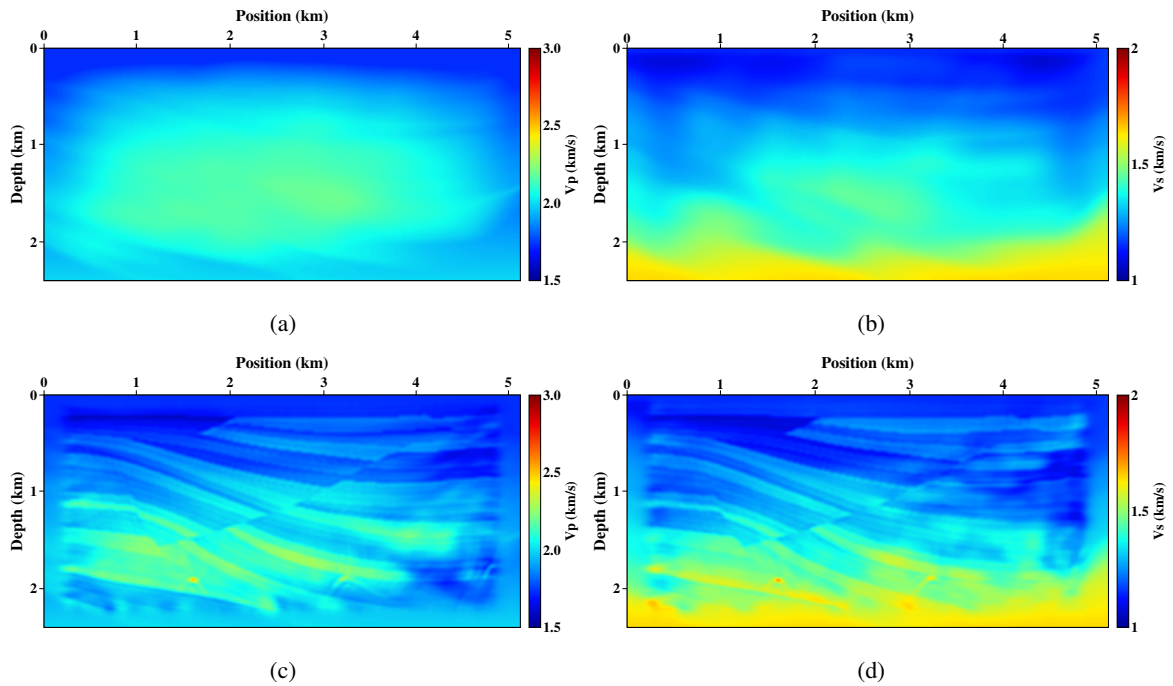 Position (km)
0 1 2 3 4 5
0
1
2
Depth (km)
3.0
2.5
2.0
1.5
Vp (km/s)
(a)
Position (km)
0 1 2 3 4 5
0
1
2
Depth (km)
2
1.5
1
Vs (km/s)
(b)
Position (km)
0 1 2 3 4 5
0
1
2
Depth (km)
3.0
2.5
2.0
1.5
Vp (km/s)
(c)
Position (km)
0 1 2 3 4 5
0
1
2
Depth (km)
2
1.5
1
Vs (km/s)
(d)